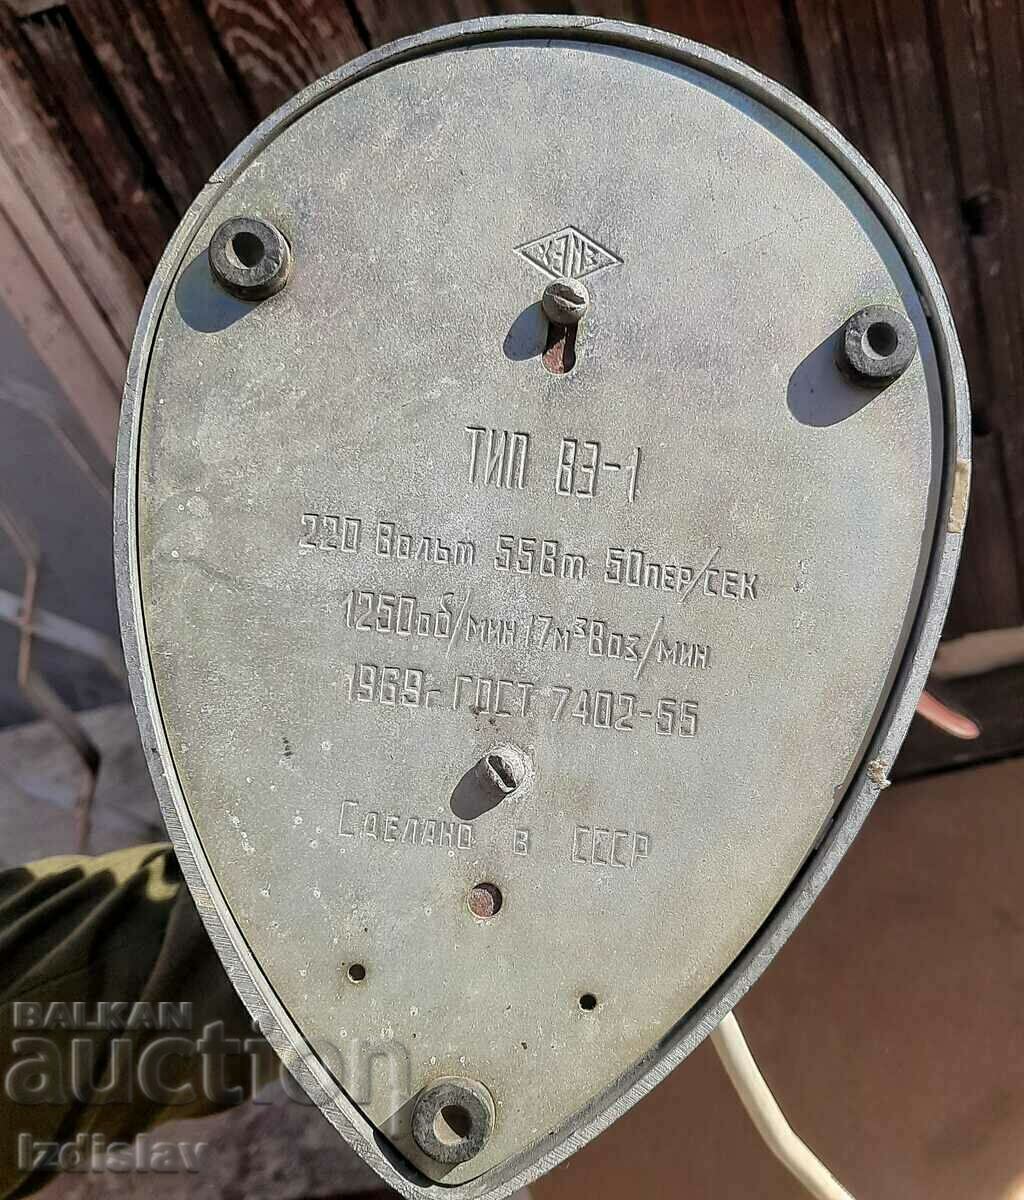 ХЭМЗ
ТИП ВЭ-1
220 Вольт 55Вт 50пер/сек
1250об/мин 17м³Воз/мин.
1969г. ГОСТ 7402-55
Сделано в СССР
BALKAN
auction
Izdislav